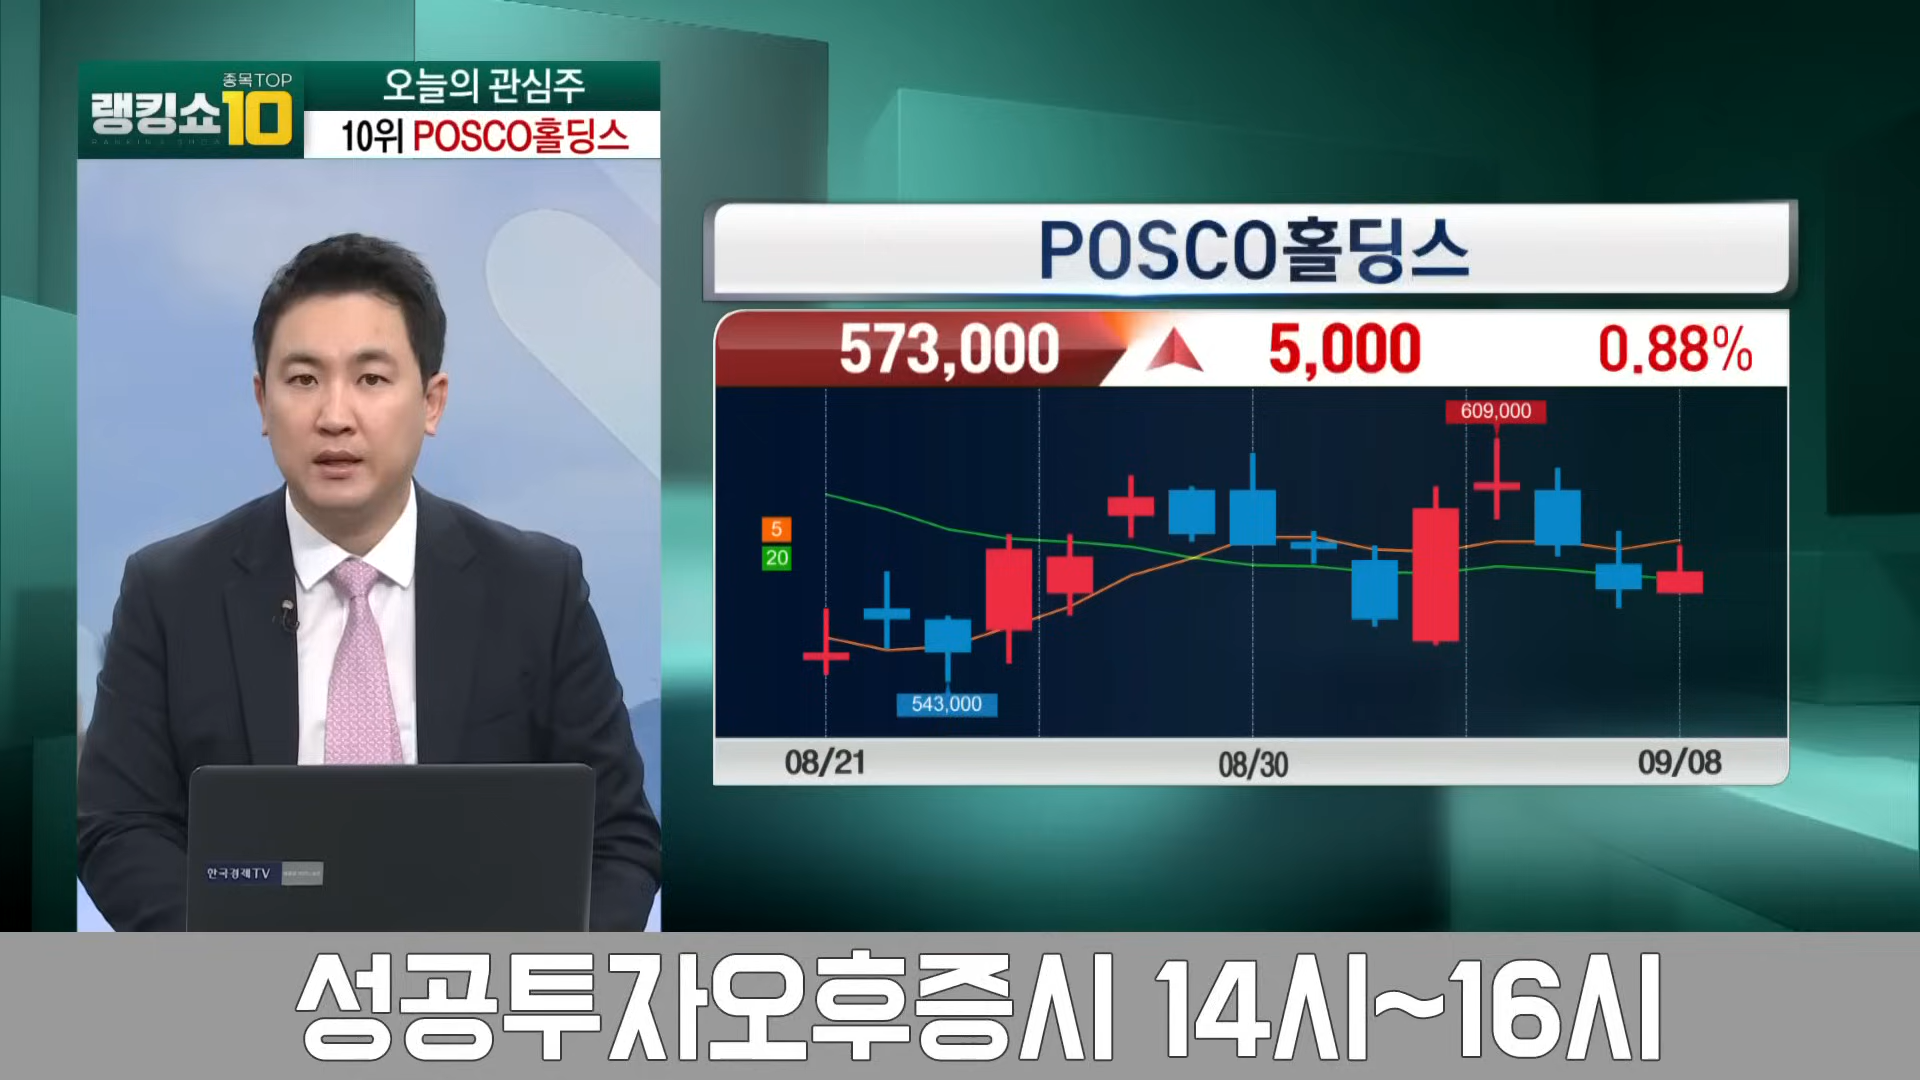 종목TOP
랭킹쇼10
RANKING SHOW
오늘의 관심주
10위 POSCO홀딩스
POSCO홀딩스
573,000 5,000 0.88%
609,000
5
20
543,000
08/21 08/30 09/08
한국경제TV
성공투자오후증시 14시~16시